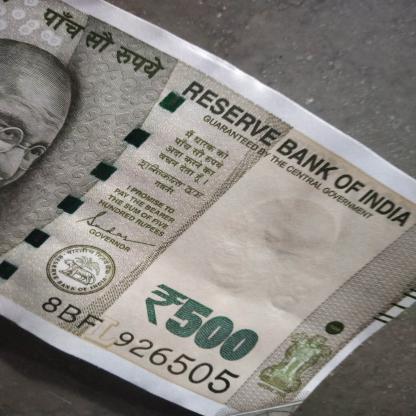 पाँच सौ रुपये
RESERVE BANK OF INDIA
GUARANTEED BY THE CENTRAL GOVERNMENT
मैं धारक को
पाँच सौ रुपये
अदा करने का
वचन देता हूँ।
I PROMISE TO
PAY THE BEARER
THE SUM OF FIVE
HUNDRED RUPEES
GOVERNOR
₹500
8BF 926505